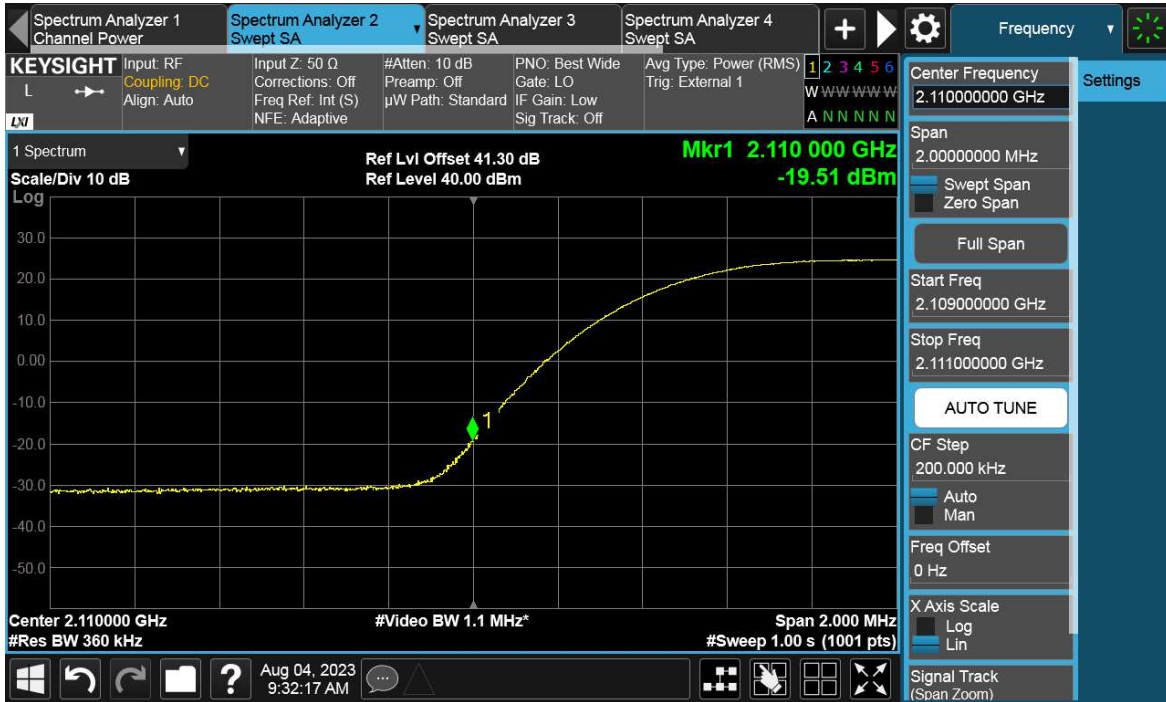 Spectrum Analyzer 1
Channel Power
Spectrum Analyzer 2
Swept SA
Spectrum Analyzer 3
Swept SA
Spectrum Analyzer 4
Swept SA
Frequency
KEYSIGHT
L
LXI
Input: RF
Coupling: DC
Align: Auto
Input Z: 50 Ω
Corrections: Off
Freq Ref: Int (S)
NFE: Adaptive
#Atten: 10 dB
Preamp: Off
µW Path: Standard
PNO: Best Wide
Gate: LO
IF Gain: Low
Sig Track: Off
Avg Type: Power (RMS)
Trig: External 1
1 2 3 4 5 6
W W W W W W
A N N N N N
1 Spectrum
Scale/Div 10 dB
Log
Ref Lvl Offset 41.30 dB
Ref Level 40.00 dBm
Mkr1 2.110 000 GHz
-19.51 dBm
30.0
20.0
10.0
0.00
-10.0
-20.0
-30.0
-40.0
-50.0
1
Center 2.110000 GHz
#Res BW 360 kHz
#Video BW 1.1 MHz*
Span 2.000 MHz
#Sweep 1.00 s (1001 pts)
Center Frequency
2.110000000 GHz
Settings
Span
2.00000000 MHz
Swept Span
Zero Span
Full Span
Start Freq
2.109000000 GHz
Stop Freq
2.111000000 GHz
AUTO TUNE
CF Step
200.000 kHz
Auto
Man
Freq Offset
0 Hz
X Axis Scale
Log
Lin
Signal Track
(Span Zoom)
?
Aug 04, 2023
9:32:17 AM